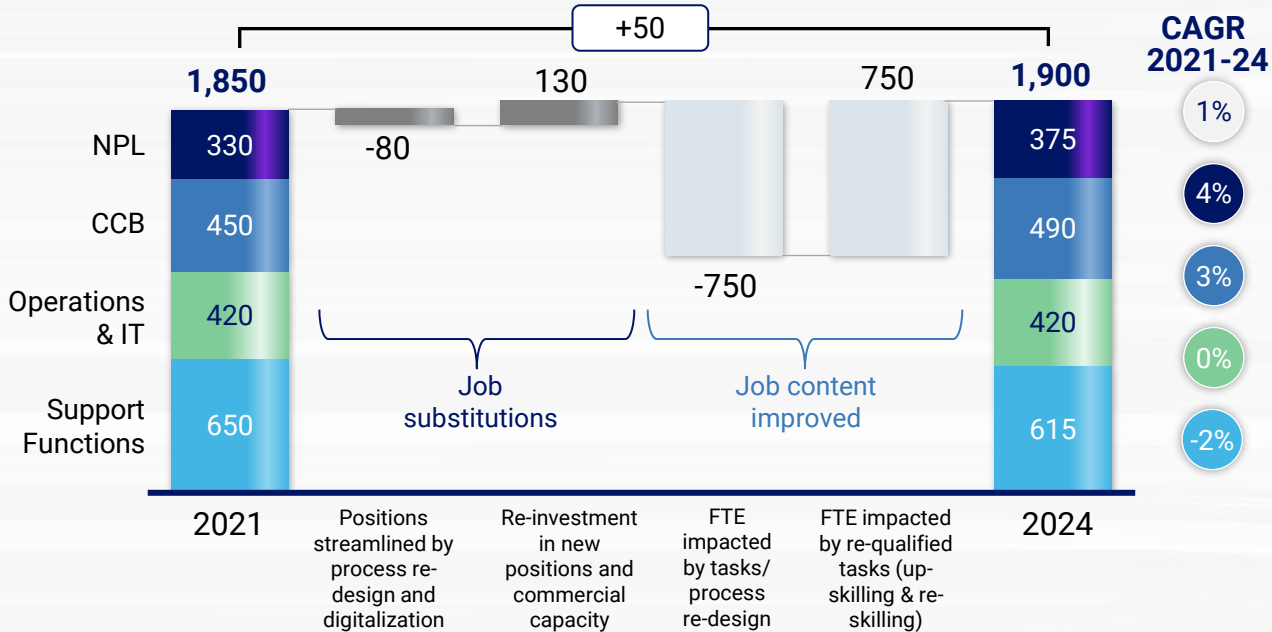 +50
CAGR
2021-24
1,850
130
750
1,900
1%
NPL
330
-80
375
4%
CCB
450
490
3%
-750
Operations
& IT
420
420
0%
Job
substitutions
Job content
improved
Support
Functions
650
615
-2%
2021
Positions
streamlined by
process re-
design and
digitalization
Re-investment
in new
positions and
commercial
capacity
FTE
impacted
by tasks/
process
re-design
FTE impacted
by re-qualified
tasks (up-
skilling & re-
skilling)
2024